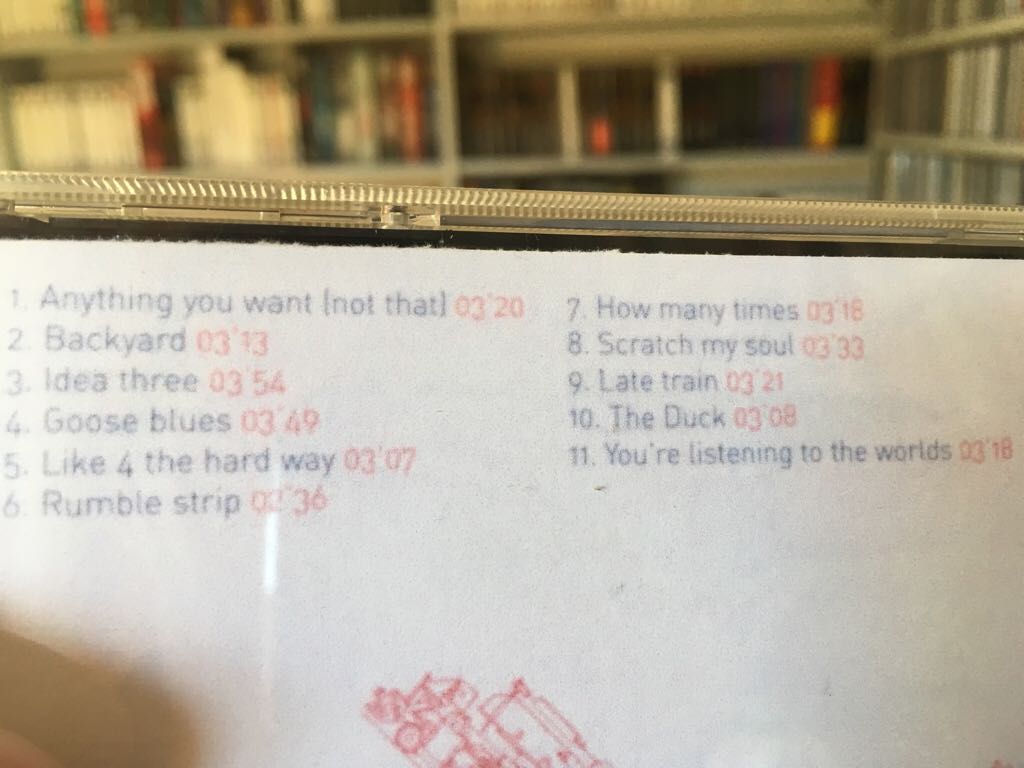 1. Anything you want (not that) 03'20
2. Backyard 03'13
3. Idea three 03'54
4. Goose blues 03'49
5. Like 4 the hard way 03'07
6. Rumble strip 02'36
7. How many times 03'18
8. Scratch my soul 03'33
9. Late train 03'21
10. The Duck 03'08
11. You're listening to the worlds 03'18